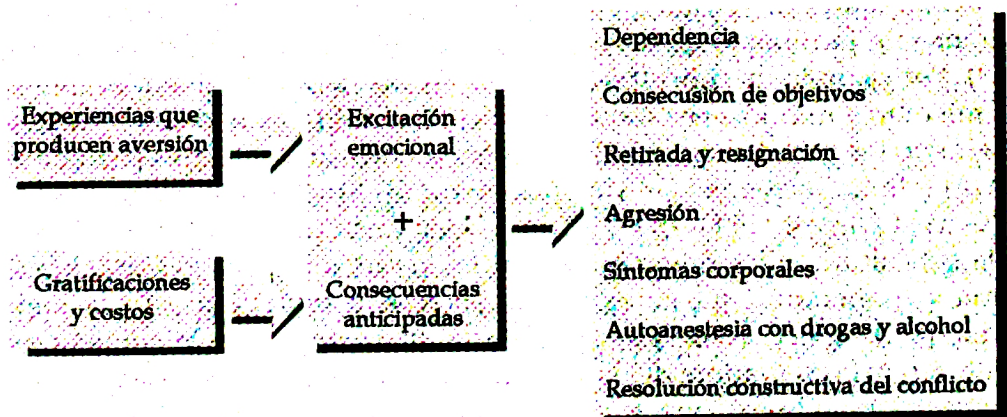 Experiencias que
producen aversión
Gratificaciones
y costos
Excitación
emocional
+
Consecuencias
anticipadas
Dependencia
Consecusión de objetivos
Retirada y resignación
Agresión
Síntomas corporales
Autoanestesia con drogas y alcohol
Resolución constructiva del conflicto